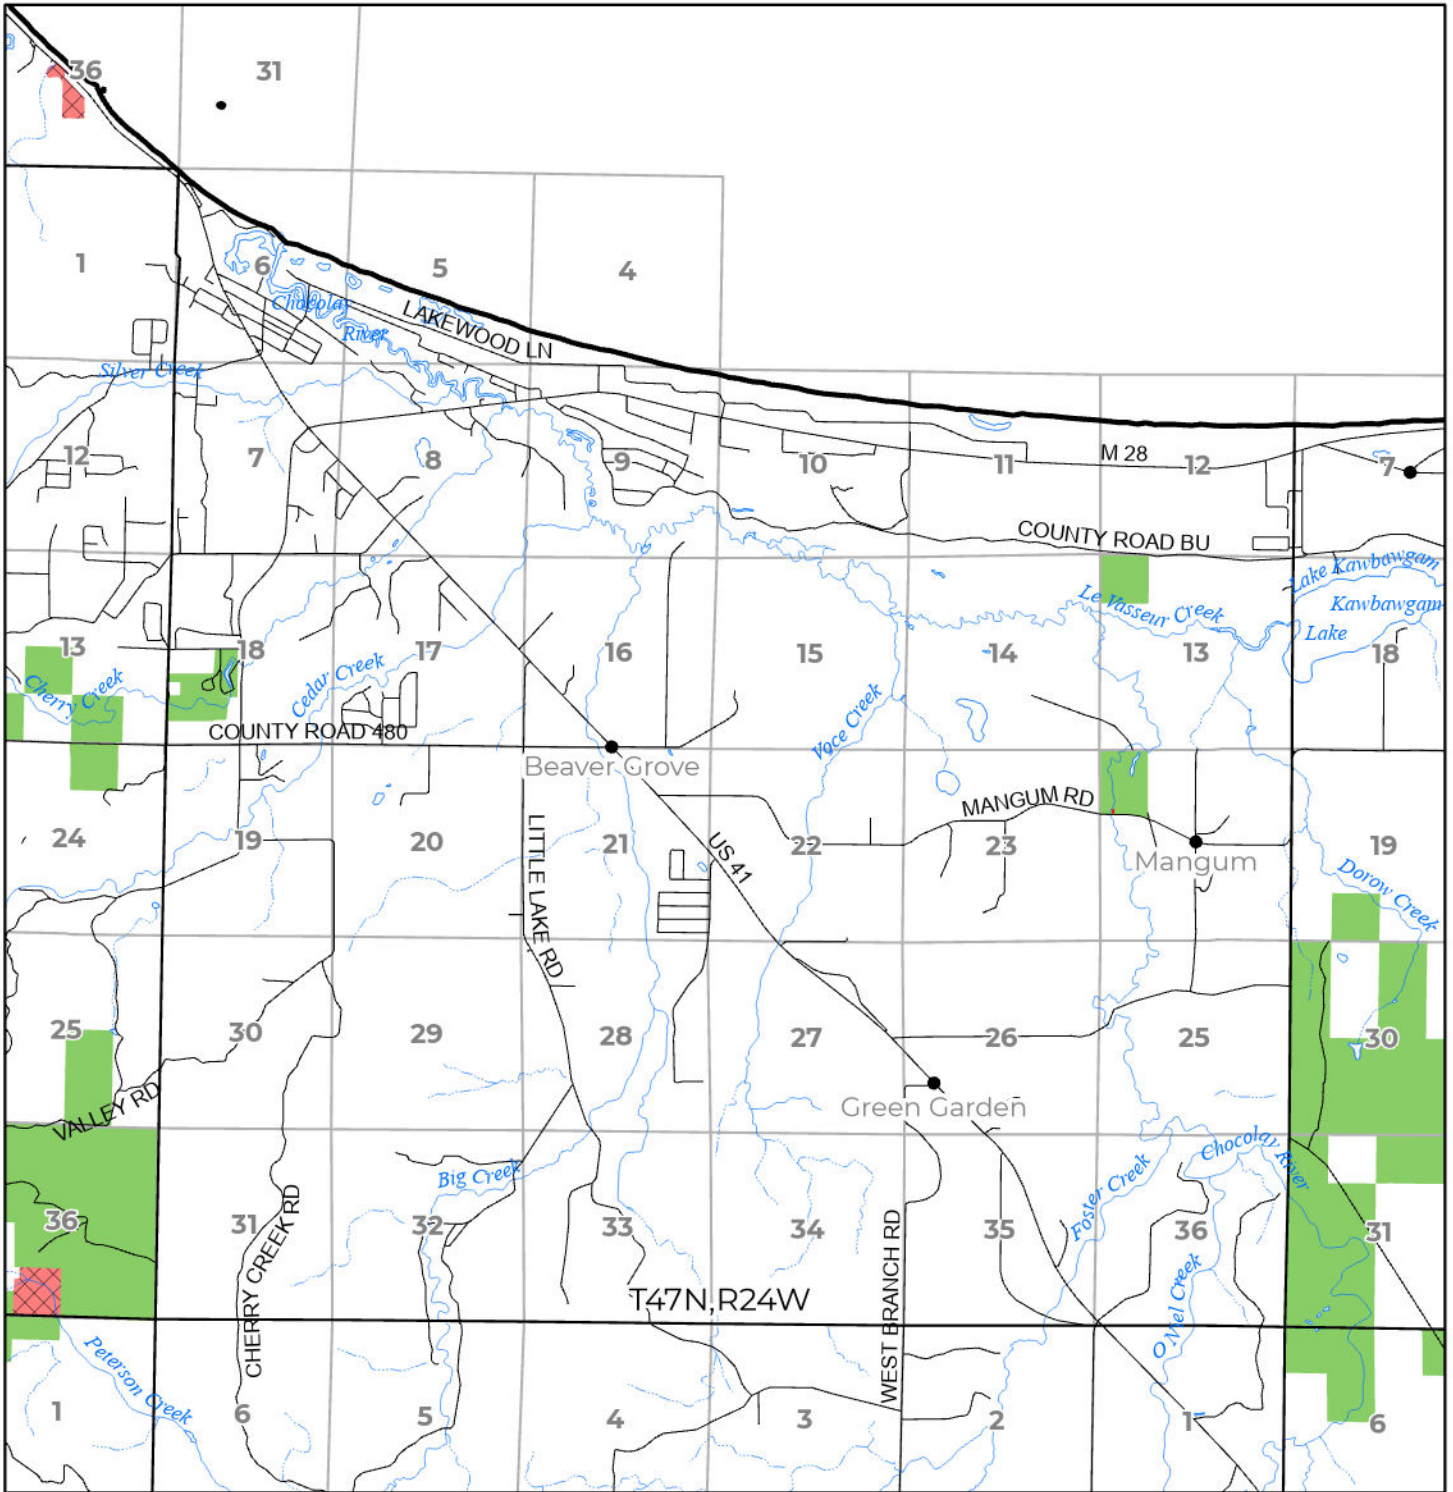 36
31
1
6
5
4
Chocolay
River
LAKEWOOD LN
Silver Creek
12
7
8
9
10
11
M 28
12
7
COUNTY ROAD BU
Lake Kawbawgam
Kawbawgam
Lake
Le Vasseur Creek
13
18
17
16
15
14
13
18
Cherry Creek
Cedar Creek
Voce Creek
COUNTY ROAD 480
Beaver Grove
MANGUM RD
LITTLE LAKE RD
US 41
24
19
20
21
22
23
Mangum
19
Dorow Creek
25
30
29
28
27
26
25
30
VALLEY RD
Green Garden
Big Creek
Foster Creek
Chocolay River
36
31
32
33
34
35
36
31
CHERRY CREEK RD
WEST BRANCH RD
O Niel Creek
T47N,R24W
Peterson Creek
1
6
5
4
3
2
1
6